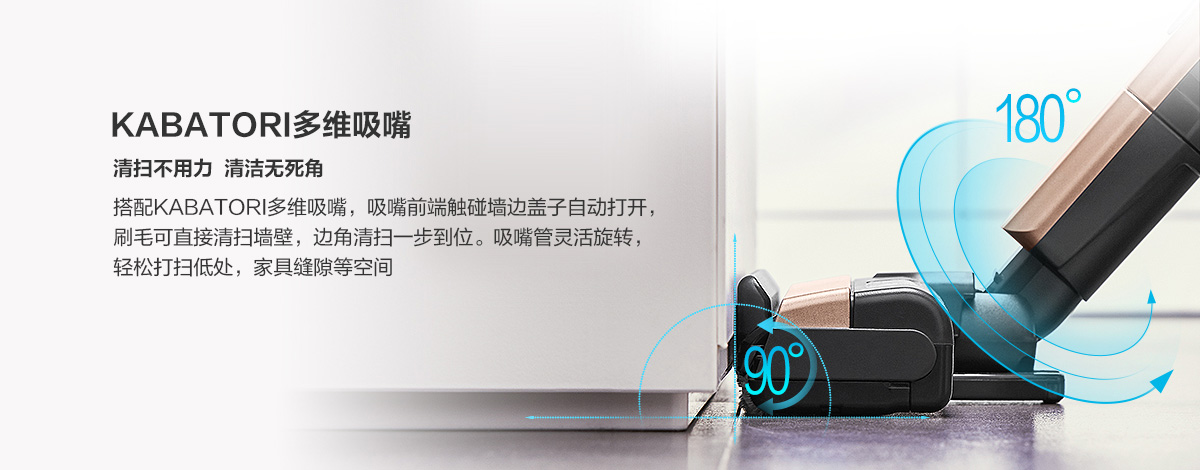 KABATORI多维吸嘴
清扫不用力 清洁无死角
搭配KABATORI多维吸嘴，吸嘴前端触碰墙边盖子自动打开，
刷毛可直接清扫墙壁，边角清扫一步到位。吸嘴管灵活旋转，
轻松打扫低处，家具缝隙等空间
180°
90°